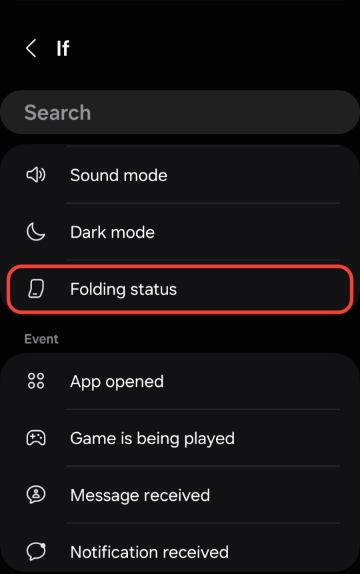 If
Search
Sound mode
Dark mode
Folding status
Event
App opened
Game is being played
Message received
Notification received